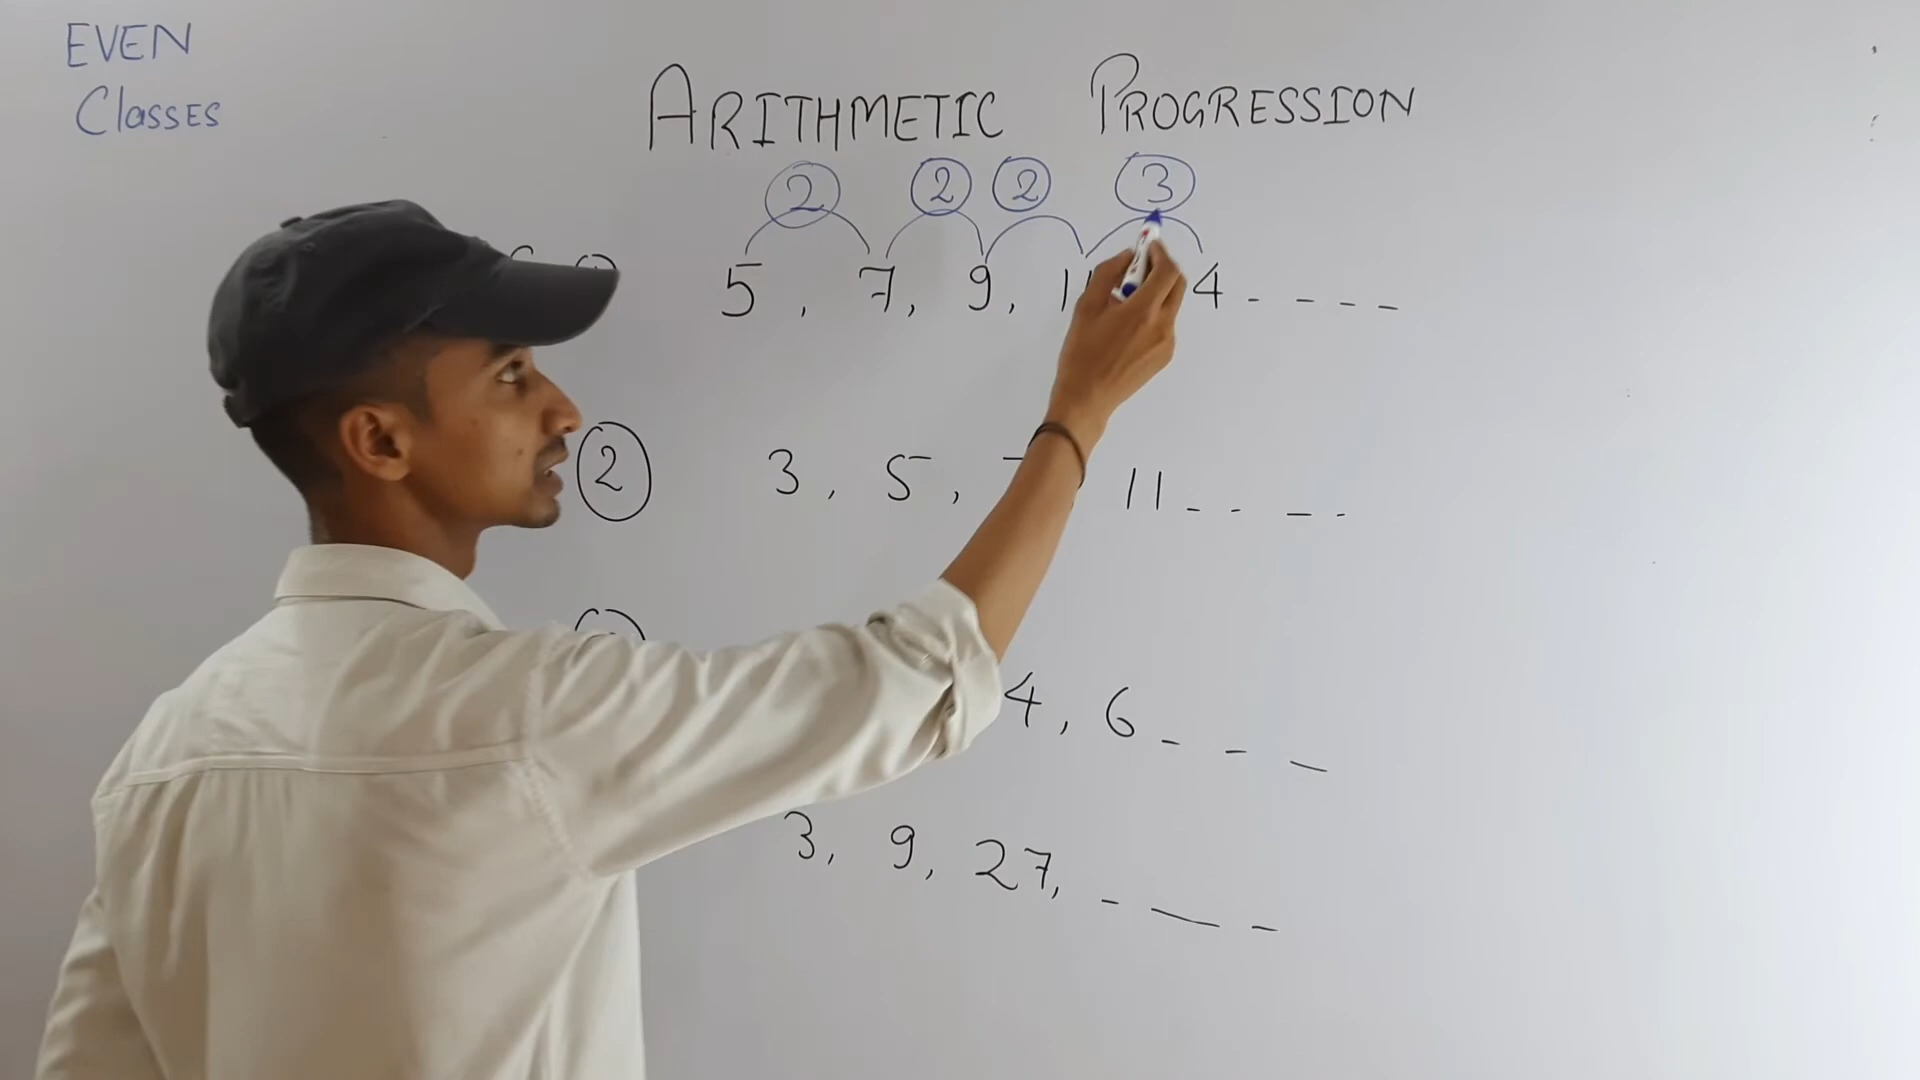 EVEN
Classes
ARITHMETIC PROGRESSION
2 2 2 3
5, 7, 9, 11 4 - - - -
2 3, 5, 11 - - - -
4, 6 - - -
3, 9, 27, - - -